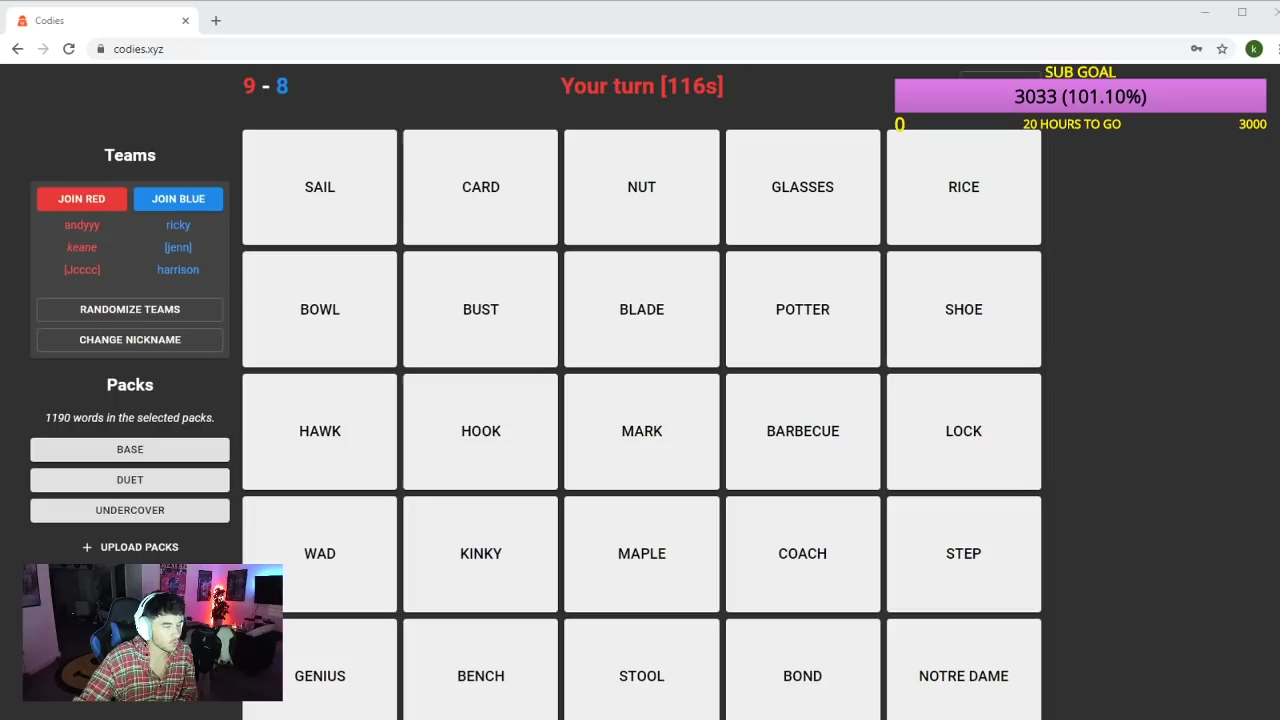 Codies
codies.xyz
k
9 - 8
Your turn [116s]
SUB GOAL
3033 (101.10%)
0
20 HOURS TO GO
3000
Teams
JOIN RED
JOIN BLUE
andyyy
ricky
keane
[jenn]
[Jcccc]
harrison
RANDOMIZE TEAMS
CHANGE NICKNAME
Packs
1190 words in the selected packs.
BASE
DUET
UNDERCOVER
+ UPLOAD PACKS
SAIL
CARD
NUT
GLASSES
RICE
BOWL
BUST
BLADE
POTTER
SHOE
HAWK
HOOK
MARK
BARBECUE
LOCK
WAD
KINKY
MAPLE
COACH
STEP
GENIUS
BENCH
STOOL
BOND
NOTRE DAME